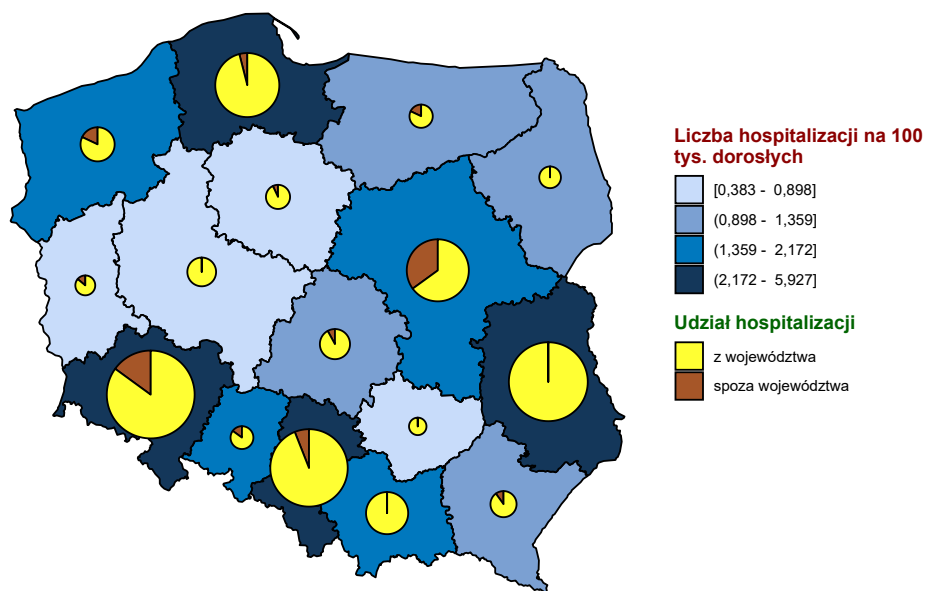 Liczba hospitalizacji na 100
tys. dorosłych
[0,383 - 0,898]
(0,898 - 1,359]
(1,359 - 2,172]
(2,172 - 5,927]
Udział hospitalizacji
z województwa
spoza województwa